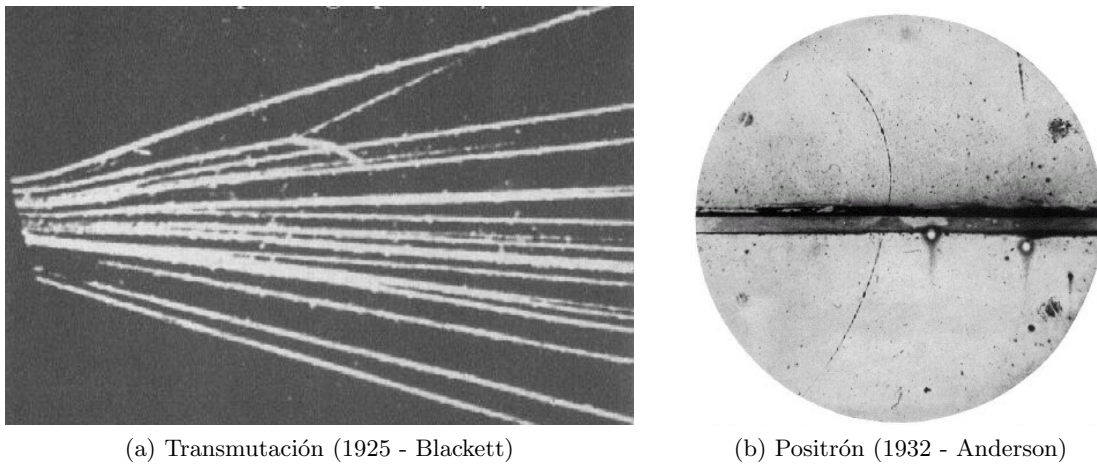 (a) Transmutación (1925 - Blackett)
(b) Positrón (1932 - Anderson)